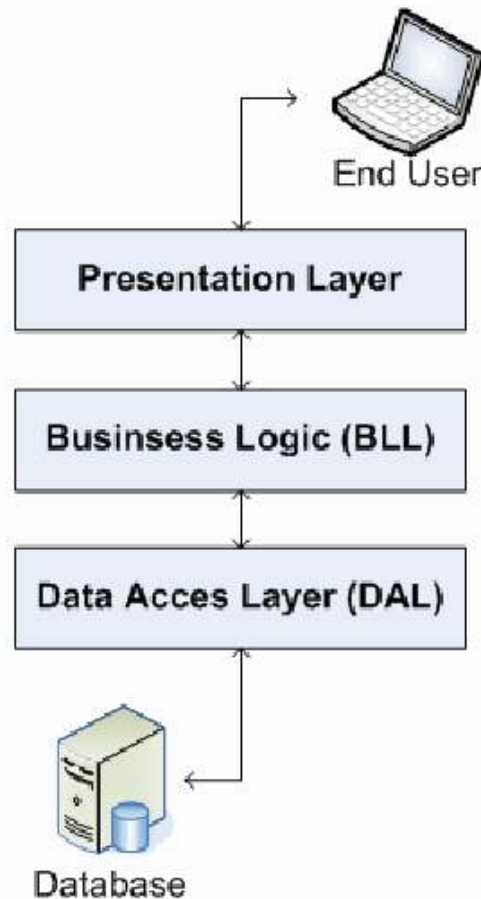 End User
Presentation Layer
Businsess Logic (BLL)
Data Acces Layer (DAL)
Database